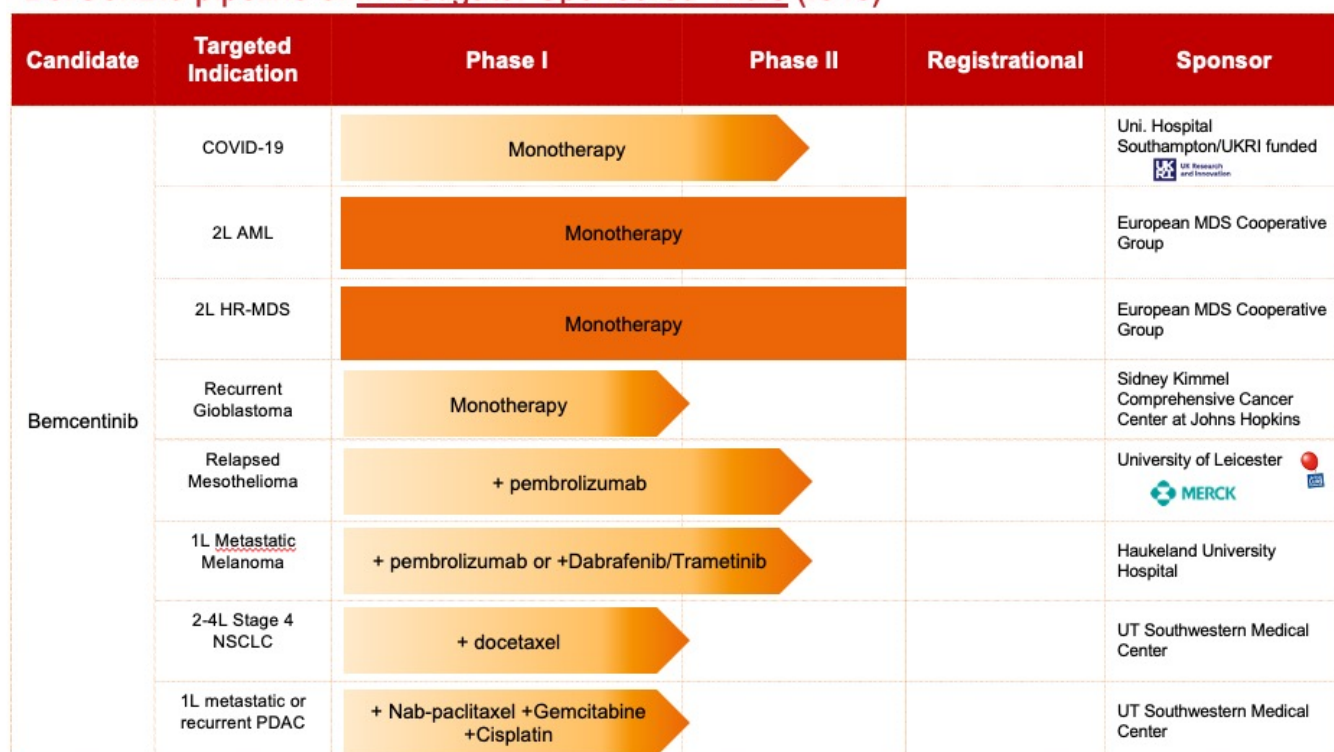 Candidate
Targeted
Indication
Phase I
Phase II
Registrational
Sponsor
Bemcentinib
COVID-19
Monotherapy
Uni. Hospital
Southampton/UKRI funded
UK
RI
UK Research
and Innovation
2L AML
Monotherapy
European MDS Cooperative
Group
2L HR-MDS
Monotherapy
European MDS Cooperative
Group
Recurrent
Gioblastoma
Monotherapy
Sidney Kimmel
Comprehensive Cancer
Center at Johns Hopkins
Relapsed
Mesothelioma
+ pembrolizumab
University of Leicester
MERCK
1L Metastatic
Melanoma
+ pembrolizumab or +Dabrafenib/Trametinib
Haukeland University
Hospital
2-4L Stage 4
NSCLC
+ docetaxel
UT Southwestern Medical
Center
1L metastatic or
recurrent PDAC
+ Nab-paclitaxel +Gemcitabine
+Cisplatin
UT Southwestern Medical
Center